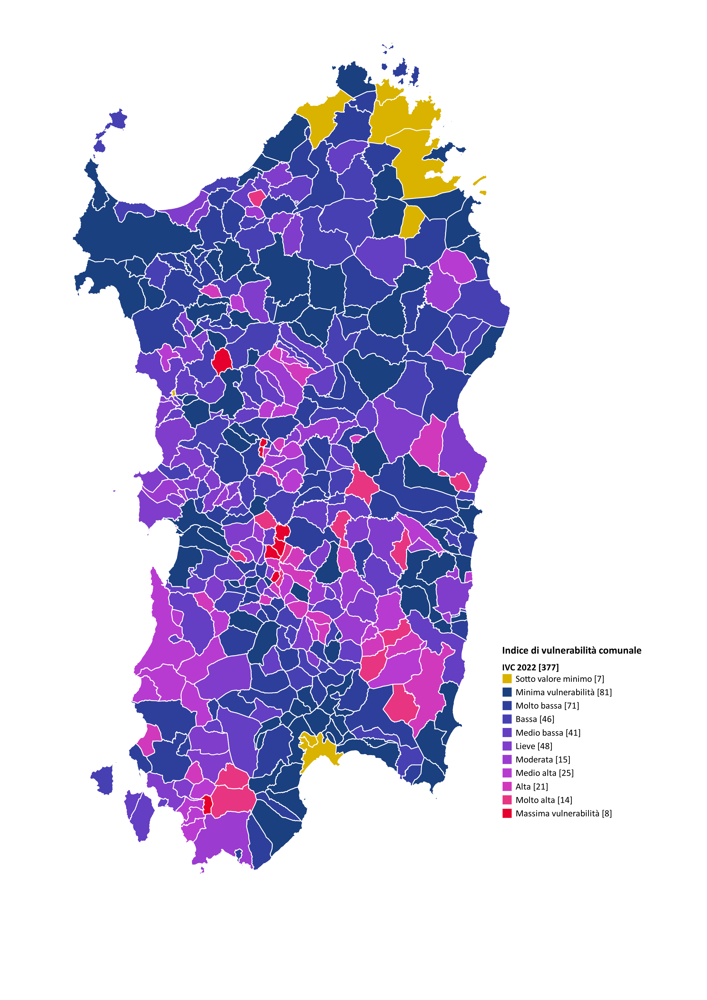 Indice di vulnerabilità comunale
IVC 2022 [377]
Sotto valore minimo [7]
Minima vulnerabilità [81]
Molto bassa [71]
Bassa [46]
Medio bassa [41]
Lieve [48]
Moderata [15]
Medio alta [25]
Alta [21]
Molto alta [14]
Massima vulnerabilità [8]